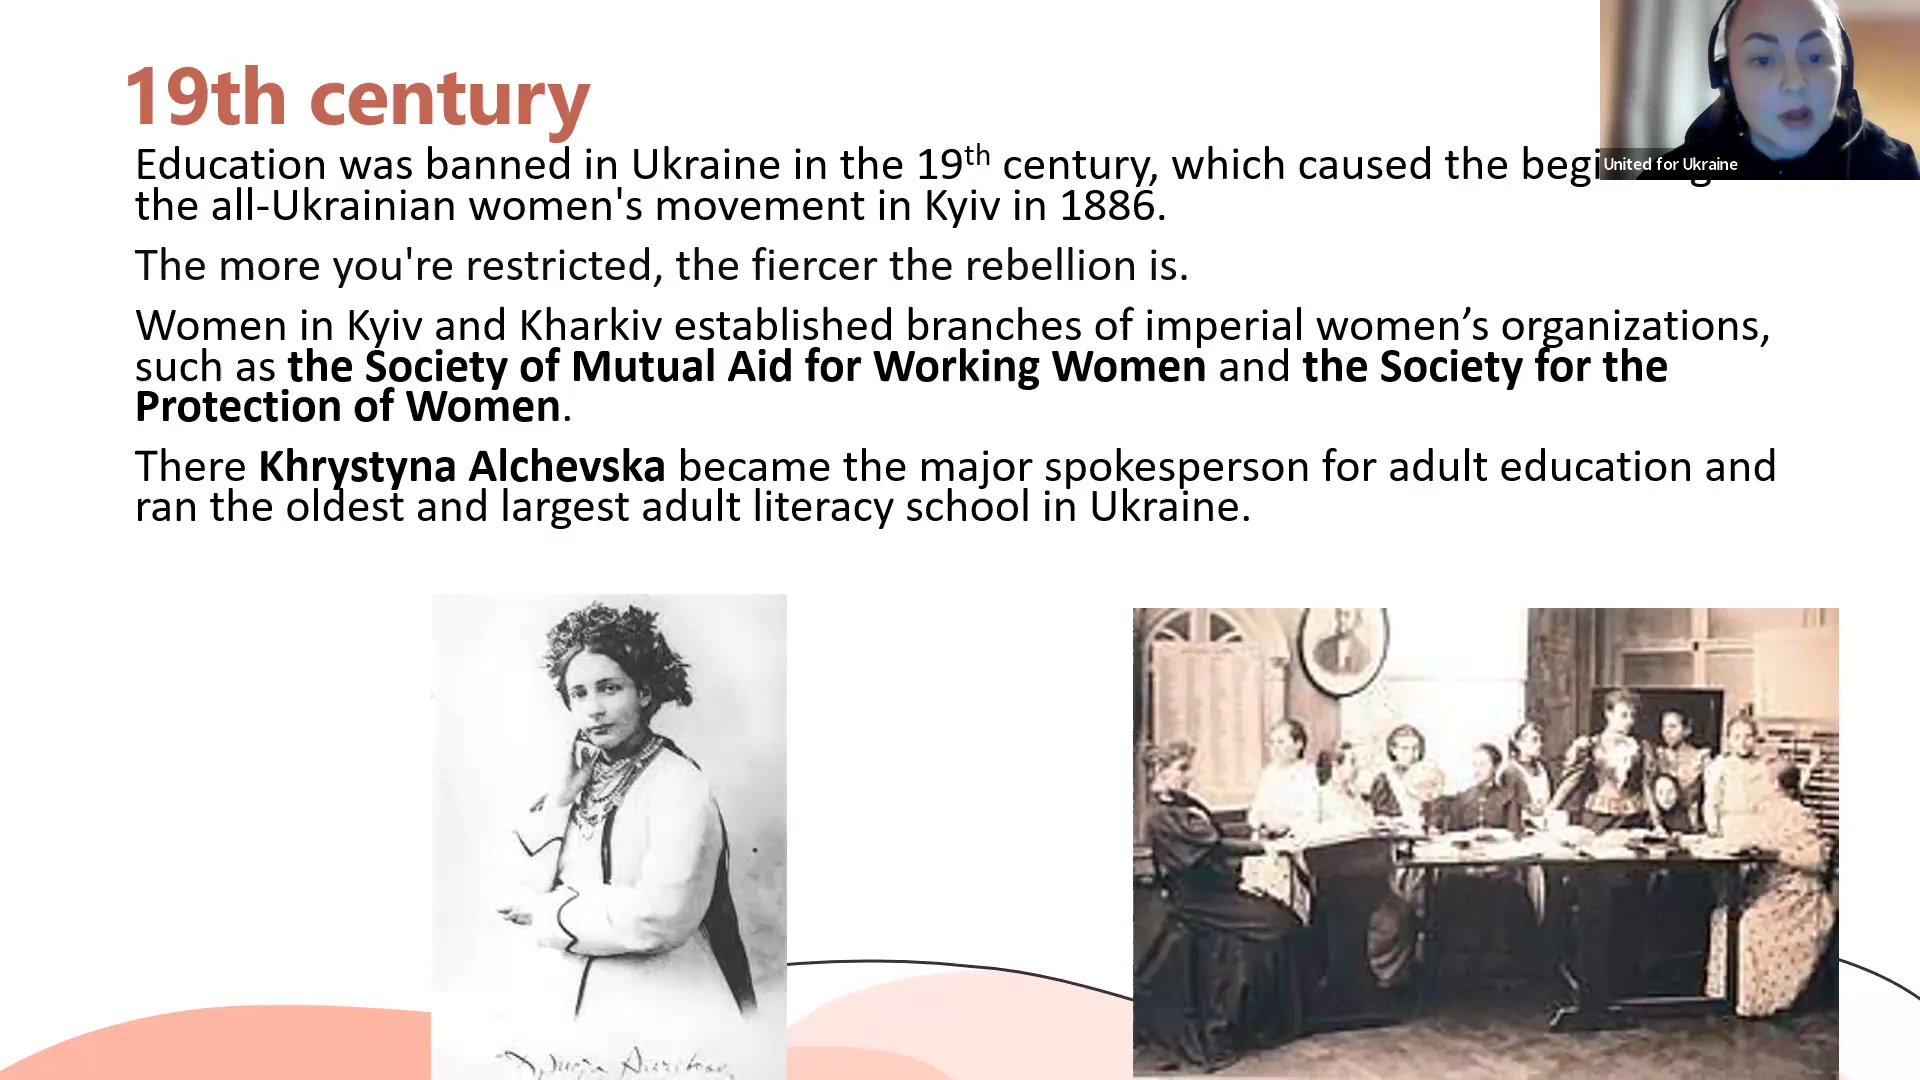 19th century
Education was banned in Ukraine in the 19th century, which caused the
the all-Ukrainian women's movement in Kyiv in 1886.
The more you're restricted, the fiercer the rebellion is.
Women in Kyiv and Kharkiv established branches of imperial women’s organizations,
such as the Society of Mutual Aid for Working Women and the Society for the
Protection of Women.
There Khrystyna Alchevska became the major spokesperson for adult education and
ran the oldest and largest adult literacy school in Ukraine.
United for Ukraine